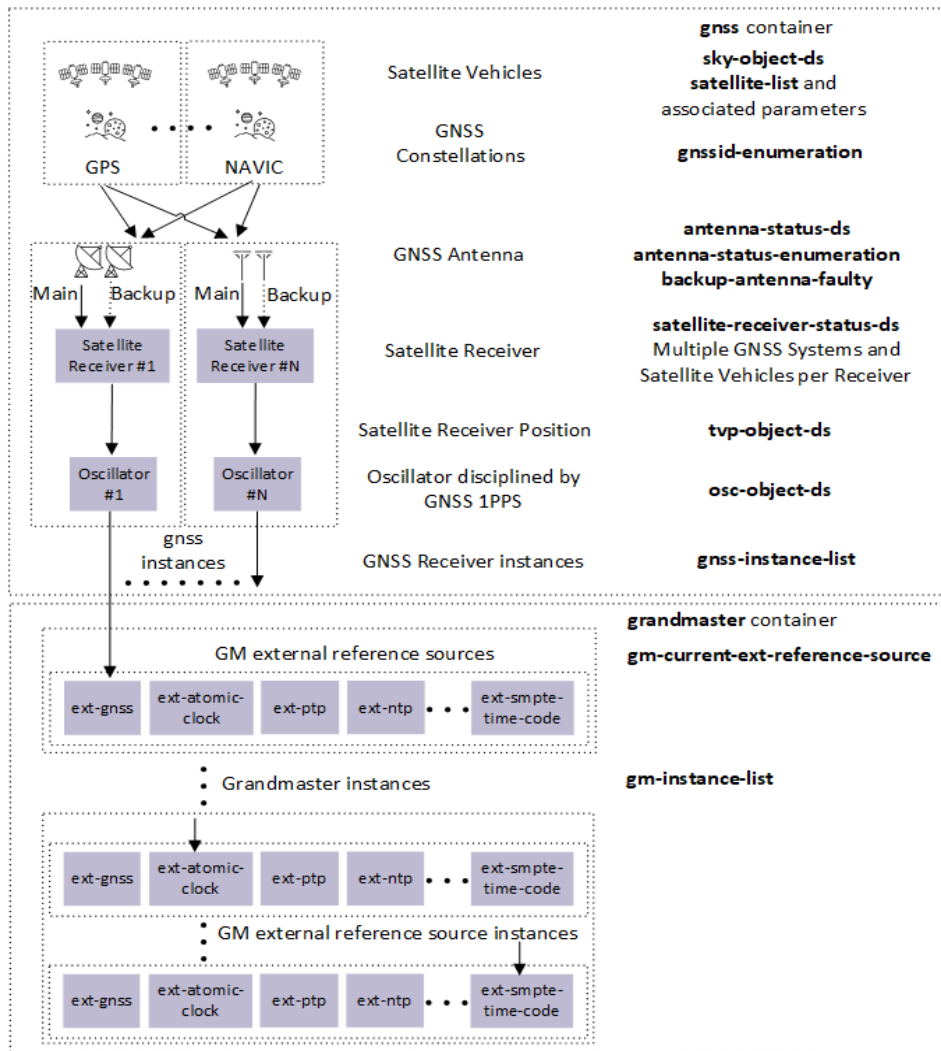 gnss container
Satellite Vehicles
sky-object-ds
satellite-list and
associated parameters
GNSS
Constellations
gnssid-enumeration
GPS
NAVIC
GNSS Antenna
antenna-status-ds
antenna-status-enumeration
backup-antenna-faulty
Main
Backup
Main
Backup
Satellite
Receiver #1
Satellite
Receiver #N
Satellite Receiver
satellite-receiver-status-ds
Multiple GNSS Systems and
Satellite Vehicles per Receiver
Satellite Receiver Position
tvp-object-ds
Oscillator
#1
Oscillator
#N
Oscillator disciplined by
GNSS 1PPS
osc-object-ds
gnss
instances
GNSS Receiver instances
gnss-instance-list
grandmaster container
GM external reference sources
gm-current-ext-reference-source
ext-gnss
ext-atomic-
clock
ext-ptp
ext-ntp
ext-smpte-
time-code
Grandmaster instances
gm-instance-list
ext-gnss
ext-atomic-
clock
ext-ptp
ext-ntp
ext-smpte-
time-code
GM external reference source instances
ext-gnss
ext-atomic-
clock
ext-ptp
ext-ntp
ext-smpte-
time-code